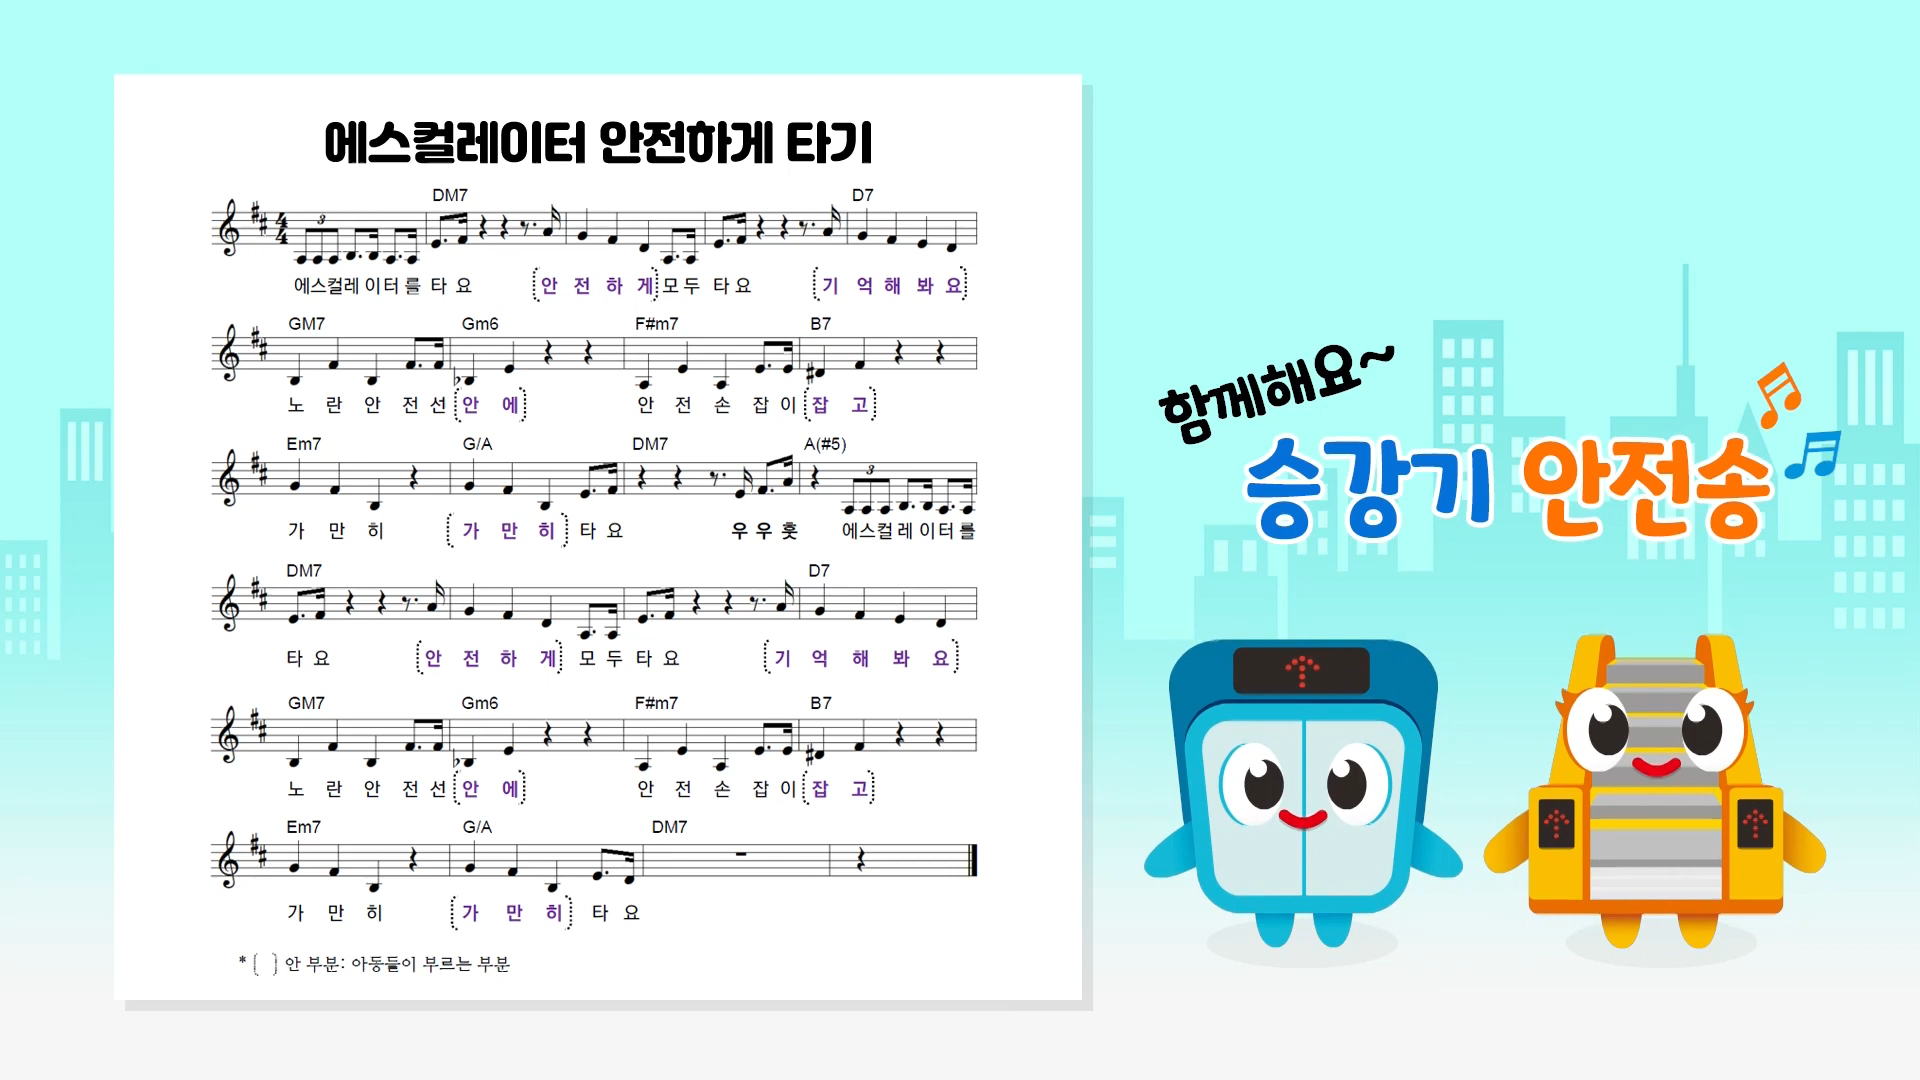 에스컬레이터 안전하게 타기
DM7 D7
4/4 3
에스컬레이터를 타요 (안전하게) 모두 타요 (기억해봐요)
GM7 Gm6 F#m7 B7
노란안전선 (안에) 안전손잡이 (잡고)
Em7 G/A DM7 A(#5)
3
가만히 (가만히) 타요 우우훗 에스컬레이터를
DM7 D7
타요 (안전하게) 모두타요 (기억해봐요)
GM7 Gm6 F#m7 B7
노란안전선 (안에) 안전손잡이 (잡고)
Em7 G/A DM7
가만히 (가만히) 타요
* ( ) 안 부분: 아동들이 부르는 부분
함께해요~
승강기 안전송